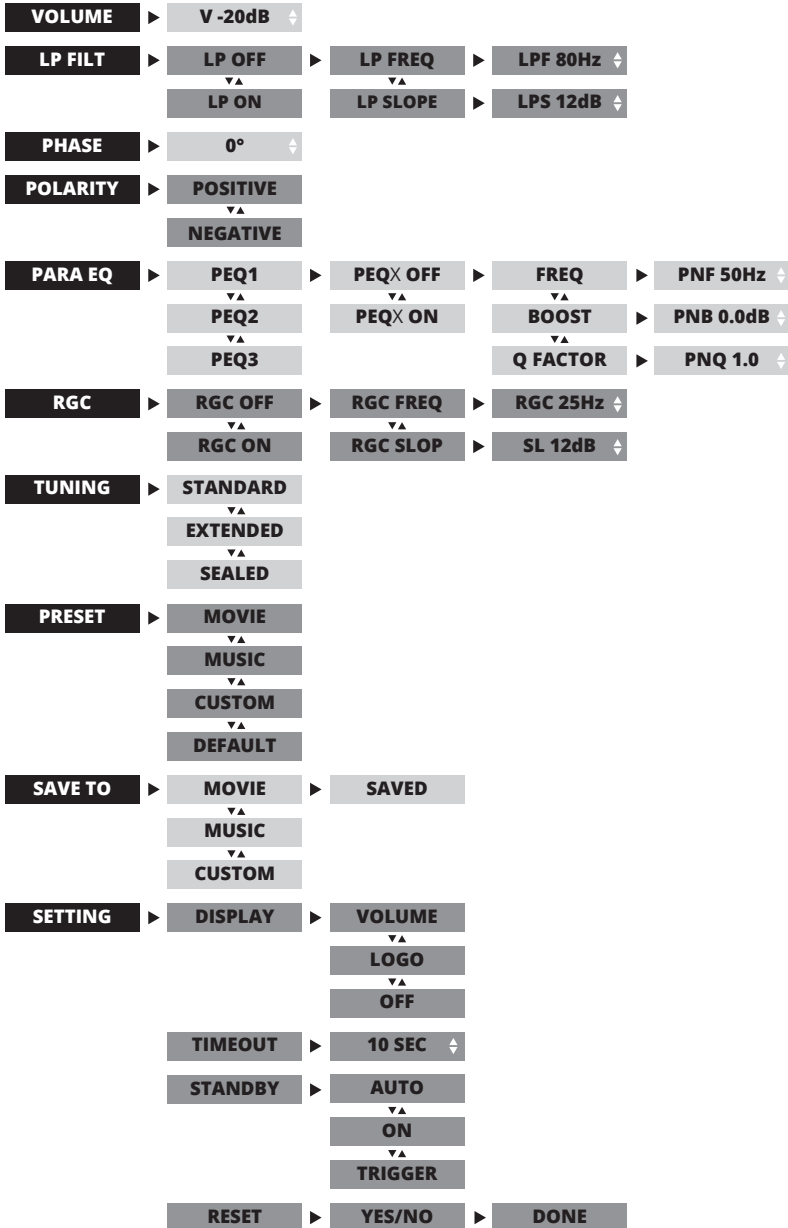 VOLUME V -20dB
LP FILT LP OFF LP FREQ LPF 80Hz
LP ON LP SLOPE LPS 12dB
PHASE 0°
POLARITY POSITIVE
NEGATIVE
PARA EQ PEQ1 PEQX OFF FREQ PNF 50Hz
PEQ2 PEQX ON BOOST PNB 0.0dB
PEQ3 Q FACTOR PNQ 1.0
RGC RGC OFF RGC FREQ RGC 25Hz
RGC ON RGC SLOP SL 12dB
TUNING STANDARD
EXTENDED
SEALED
PRESET MOVIE
MUSIC
CUSTOM
DEFAULT
SAVE TO MOVIE SAVED
MUSIC
CUSTOM
SETTING DISPLAY VOLUME
LOGO
OFF
TIMEOUT 10 SEC
STANDBY AUTO
ON
TRIGGER
RESET YES/NO DONE